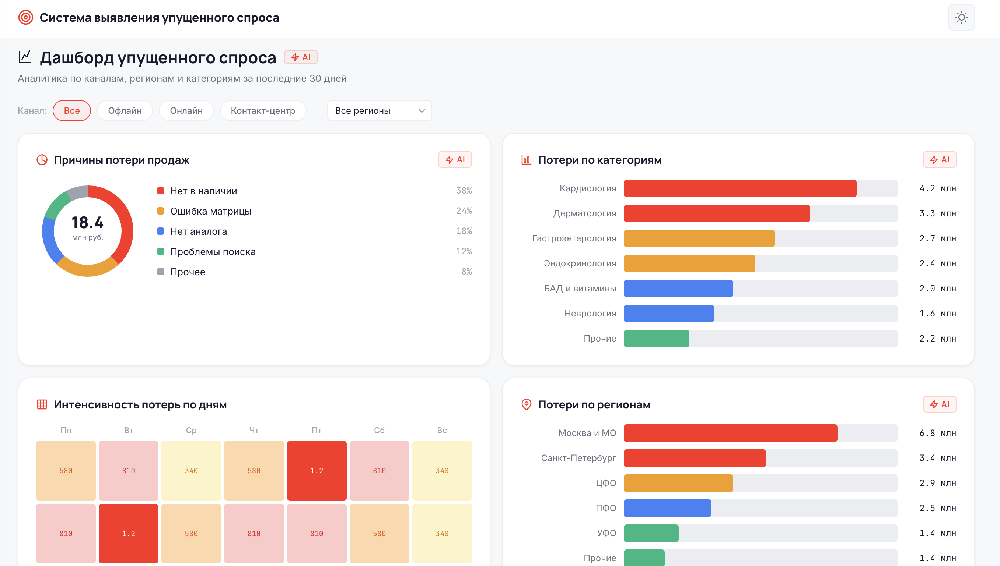 Система выявления упущенного спроса
Дашборд упущенного спроса AI
Аналитика по каналам, регионам и категориям за последние 30 дней
Канал: Все Офлайн Онлайн Контакт-центр Все регионы
Причины потери продаж AI
18.4
млн руб.
Нет в наличии 38%
Ошибка матрицы 24%
Нет аналога 18%
Проблемы поиска 12%
Прочее 8%
Потери по категориям AI
Кардиология 4.2 млн
Дерматология 3.3 млн
Гастроэнтерология 2.7 млн
Эндокринология 2.4 млн
БАД и витамины 2.0 млн
Неврология 1.6 млн
Прочие 2.2 млн
Интенсивность потерь по дням
Пн Вт Ср Чт Пт Сб Вс
580 810 340 580 1.2 810 340
810 1.2 580 810 810 580 340
Потери по регионам AI
Москва и МО 6.8 млн
Санкт-Петербург 3.4 млн
ЦФО 2.9 млн
ПФО 2.5 млн
УФО 1.4 млн
Прочие 1.4 млн